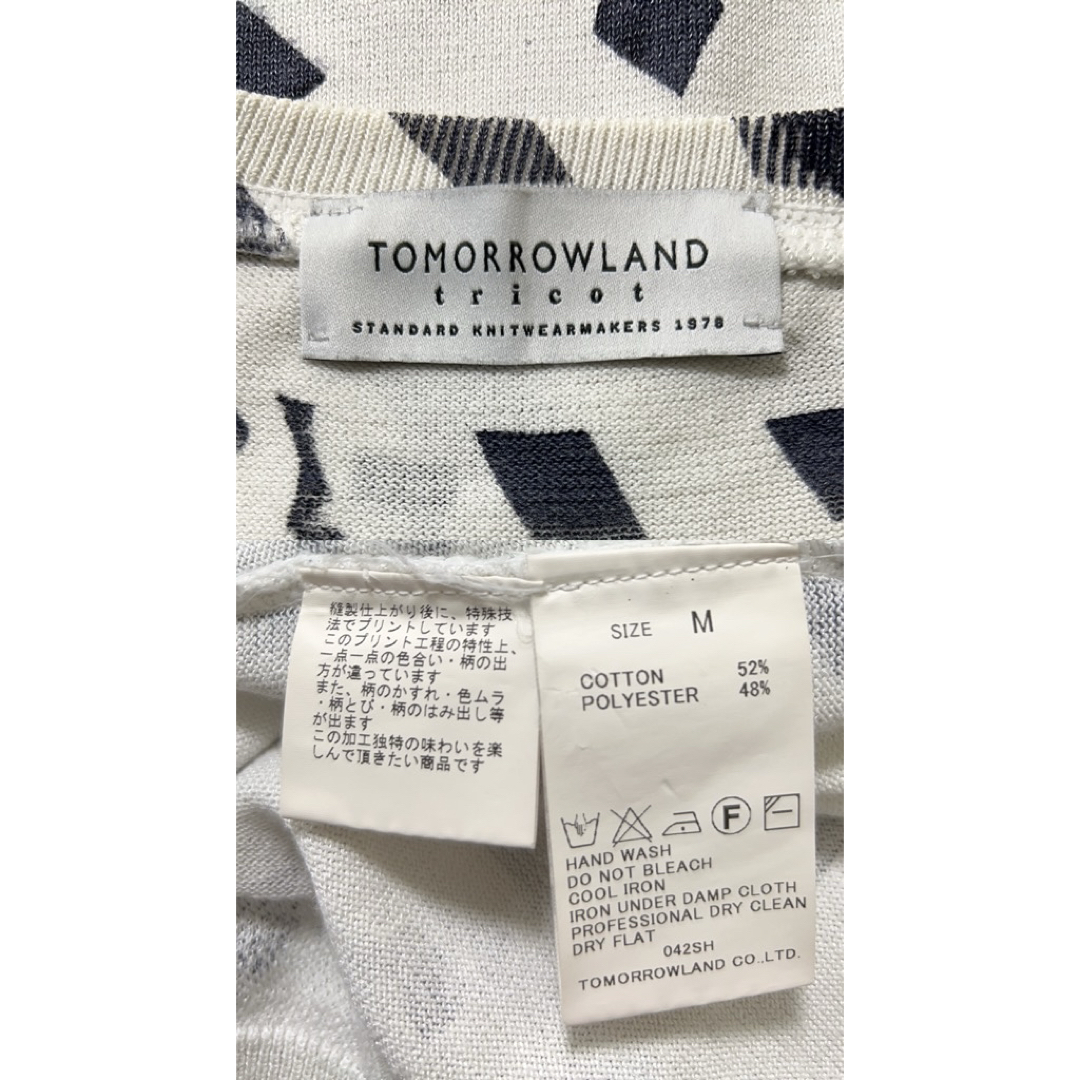 TOMORROWLAND
tricot
STANDARD KNITWEARMAKERS 1978
縫製仕上がり後に、特殊技
法でプリントしています
このプリント工程の特性上、
一点一点の色合い・柄の出
方が違っています
また、柄のかすれ・色ムラ
・柄とび・柄のはみ出し等
が出ます
この加工独特の味わいを楽
しんで頂きたい商品です
SIZE M
COTTON 52%
POLYESTER 48%
F
HAND WASH
DO NOT BLEACH
COOL IRON
IRON UNDER DAMP CLOTH
PROFESSIONAL DRY CLEAN
DRY FLAT
042SH
TOMORROWLAND CO.,LTD.